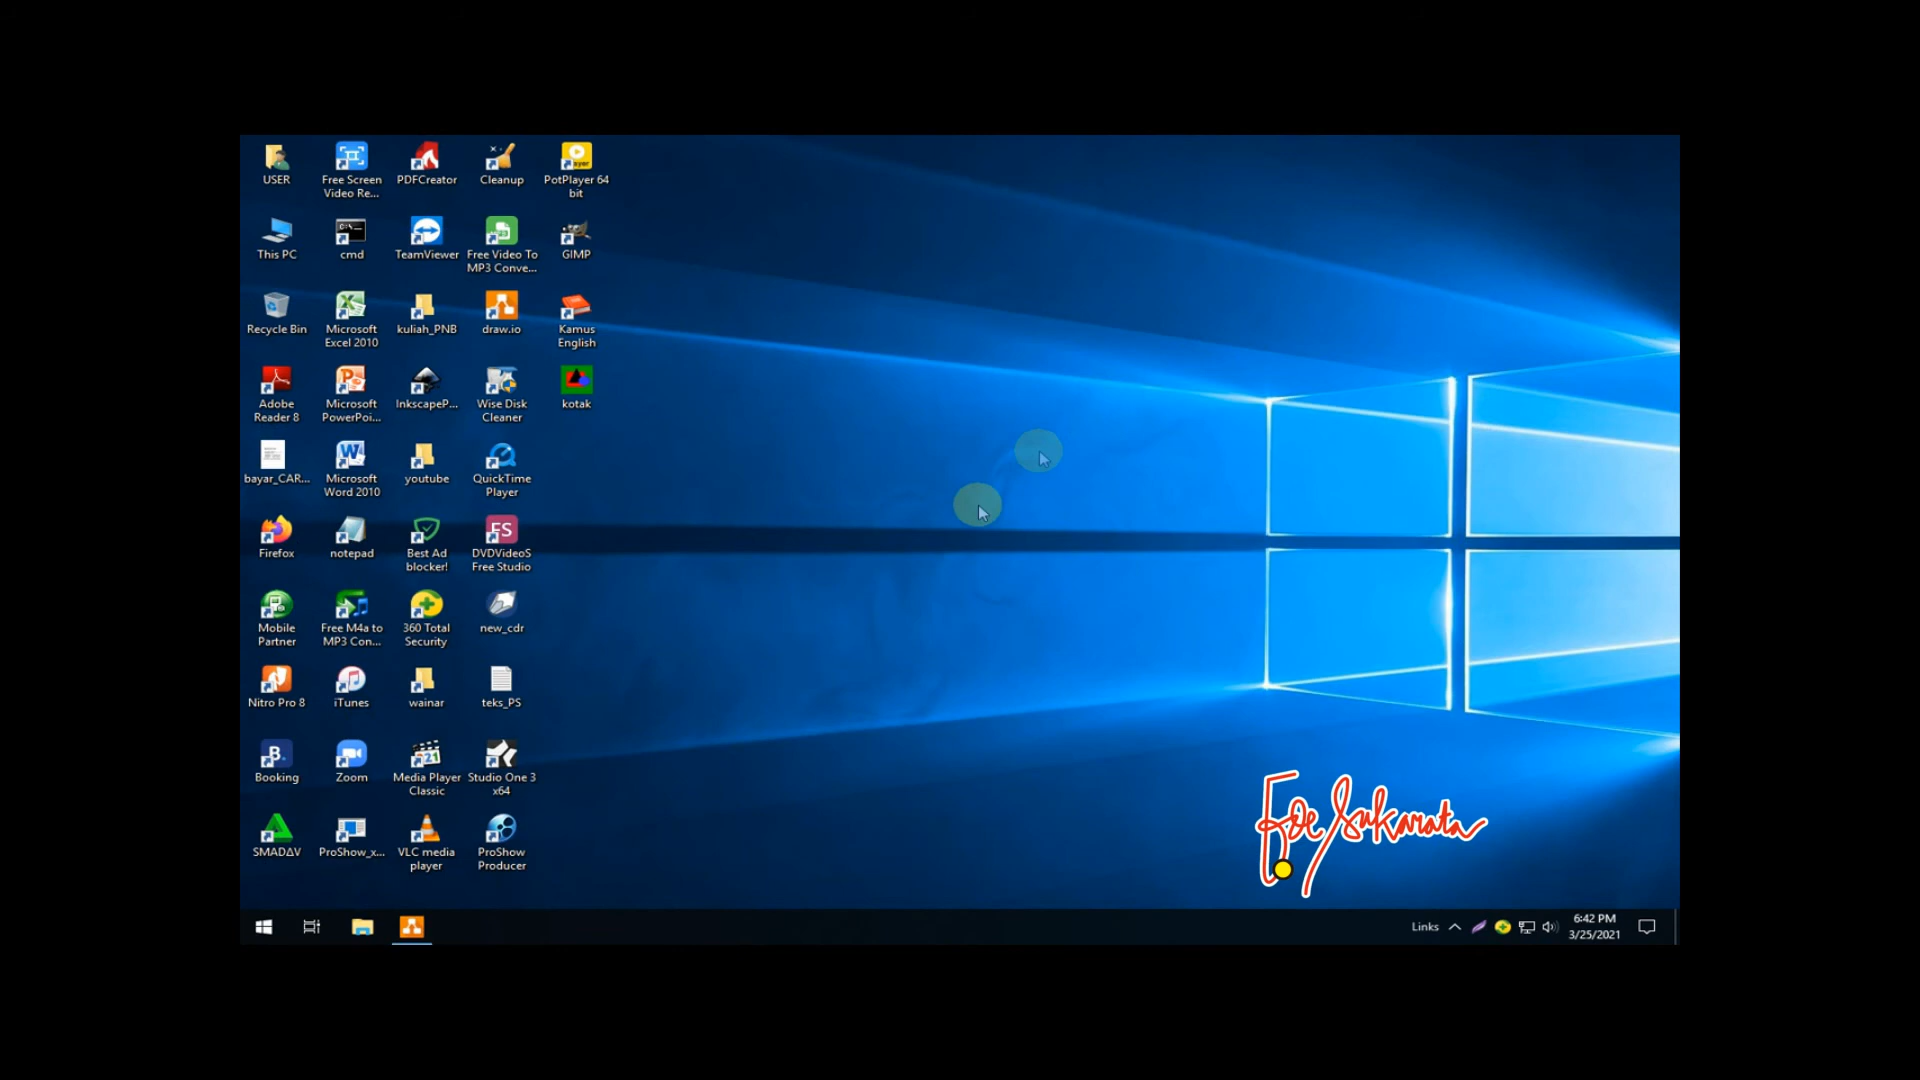 USER
Free Screen
Video Re...
PDFCreator
Cleanup
PotPlayer 64
bit
This PC
cmd
TeamViewer
Free Video To
MP3 Conve...
GIMP
Recycle Bin
Microsoft
Excel 2010
kuliah_PNB
draw.io
Kamus
English
Adobe
Reader 8
Microsoft
PowerPoi...
InkscapeP...
Wise Disk
Cleaner
kotak
bayar_CAR...
Microsoft
Word 2010
youtube
QuickTime
Player
Firefox
notepad
Best Ad
blocker!
DVDVideoS
Free Studio
Mobile
Partner
Free M4a to
MP3 Con...
360 Total
Security
new_cdr
Nitro Pro 8
iTunes
wainar
teks_PS
Booking
Zoom
Media Player
Classic
Studio One 3
x64
SMADΔV
ProShow_x...
VLC media
player
ProShow
Producer
Sukarata
Links
6:42 PM
3/25/2021